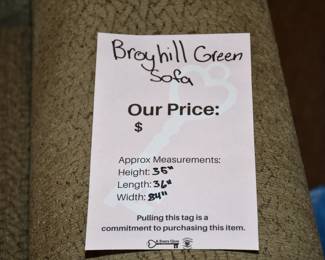 Broyhill Green
Sofa
Our Price:
$
Approx Measurements:
Height: 35"
Length: 36"
Width: 84"
Pulling this tag is a
commitment to purchasing this item.